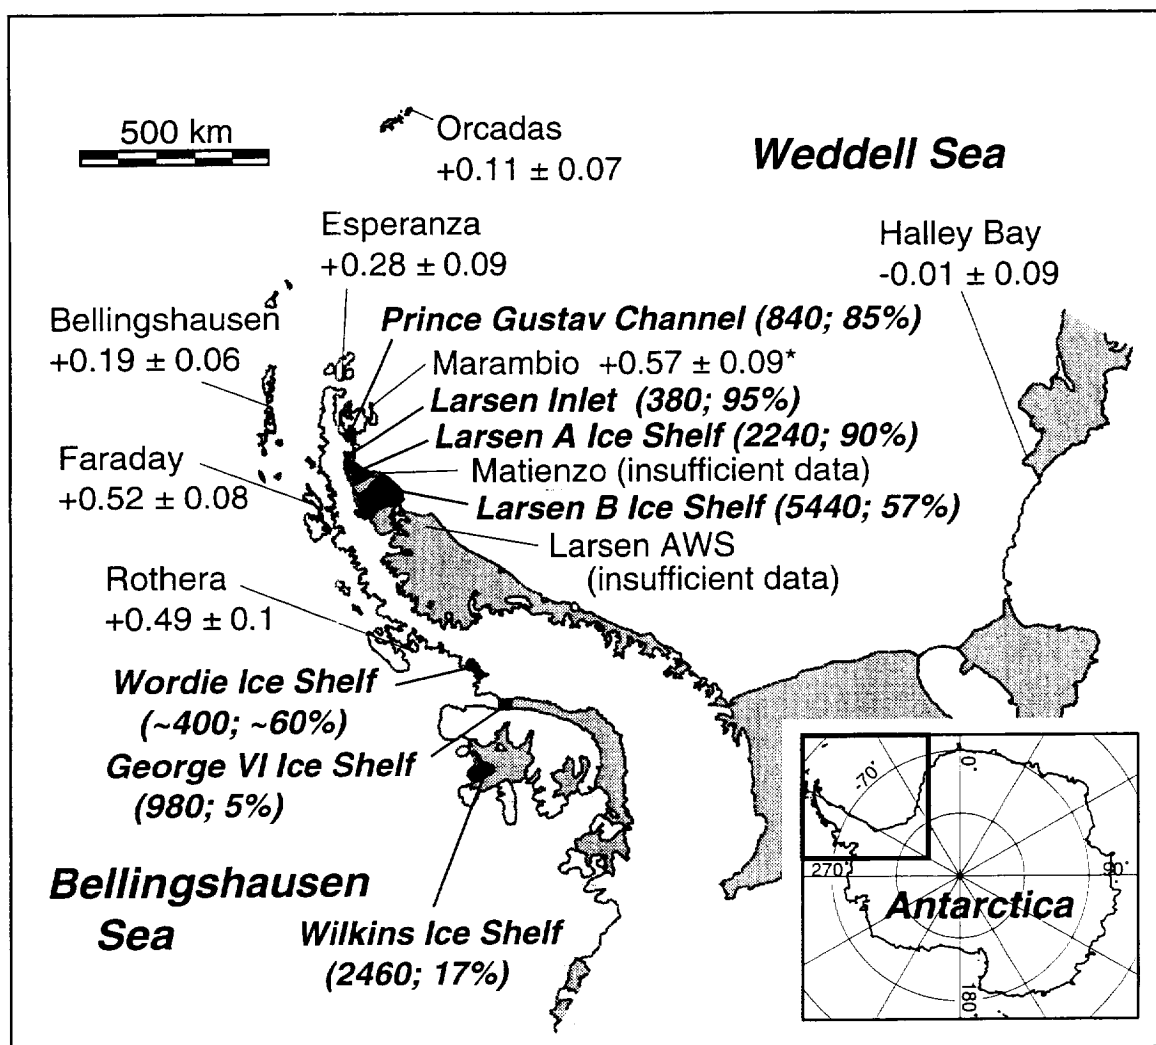 500 km
Orcadas
+0.11 ± 0.07
Weddell Sea
Esperanza
+0.28 ± 0.09
Halley Bay
-0.01 ± 0.09
Bellingshausen
+0.19 ± 0.06
Prince Gustav Channel (840; 85%)
Marambio +0.57 ± 0.09*
Larsen Inlet (380; 95%)
Larsen A Ice Shelf (2240; 90%)
Matienzo (insufficient data)
Larsen B Ice Shelf (5440; 57%)
Larsen AWS
(insufficient data)
Faraday
+0.52 ± 0.08
Rothera
+0.49 ± 0.1
Wordie Ice Shelf
(~400; ~60%)
George VI Ice Shelf
(980; 5%)
Bellingshausen
Sea
Wilkins Ice Shelf
(2460; 17%)
-70˚
0˚
270˚
90˚
Antarctica
180˚